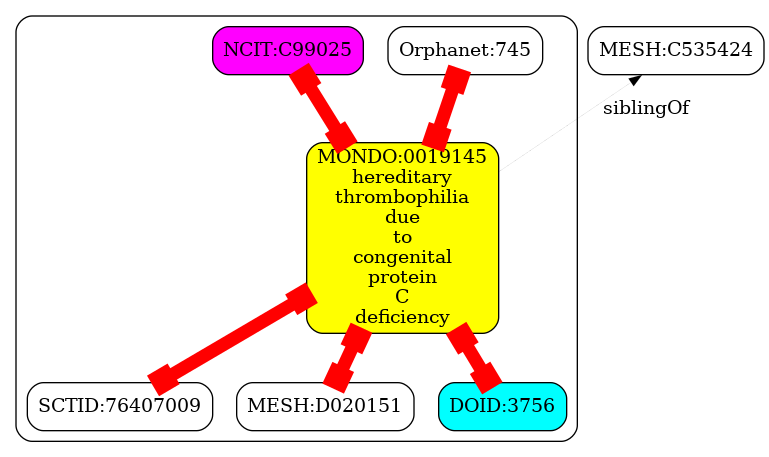 NCIT:C99025
Orphanet:745
MESH:C535424
siblingOf
MONDO:0019145
hereditary
thrombophilia
due
to
congenital
protein
C
deficiency
SCTID:76407009
MESH:D020151
DOID:3756